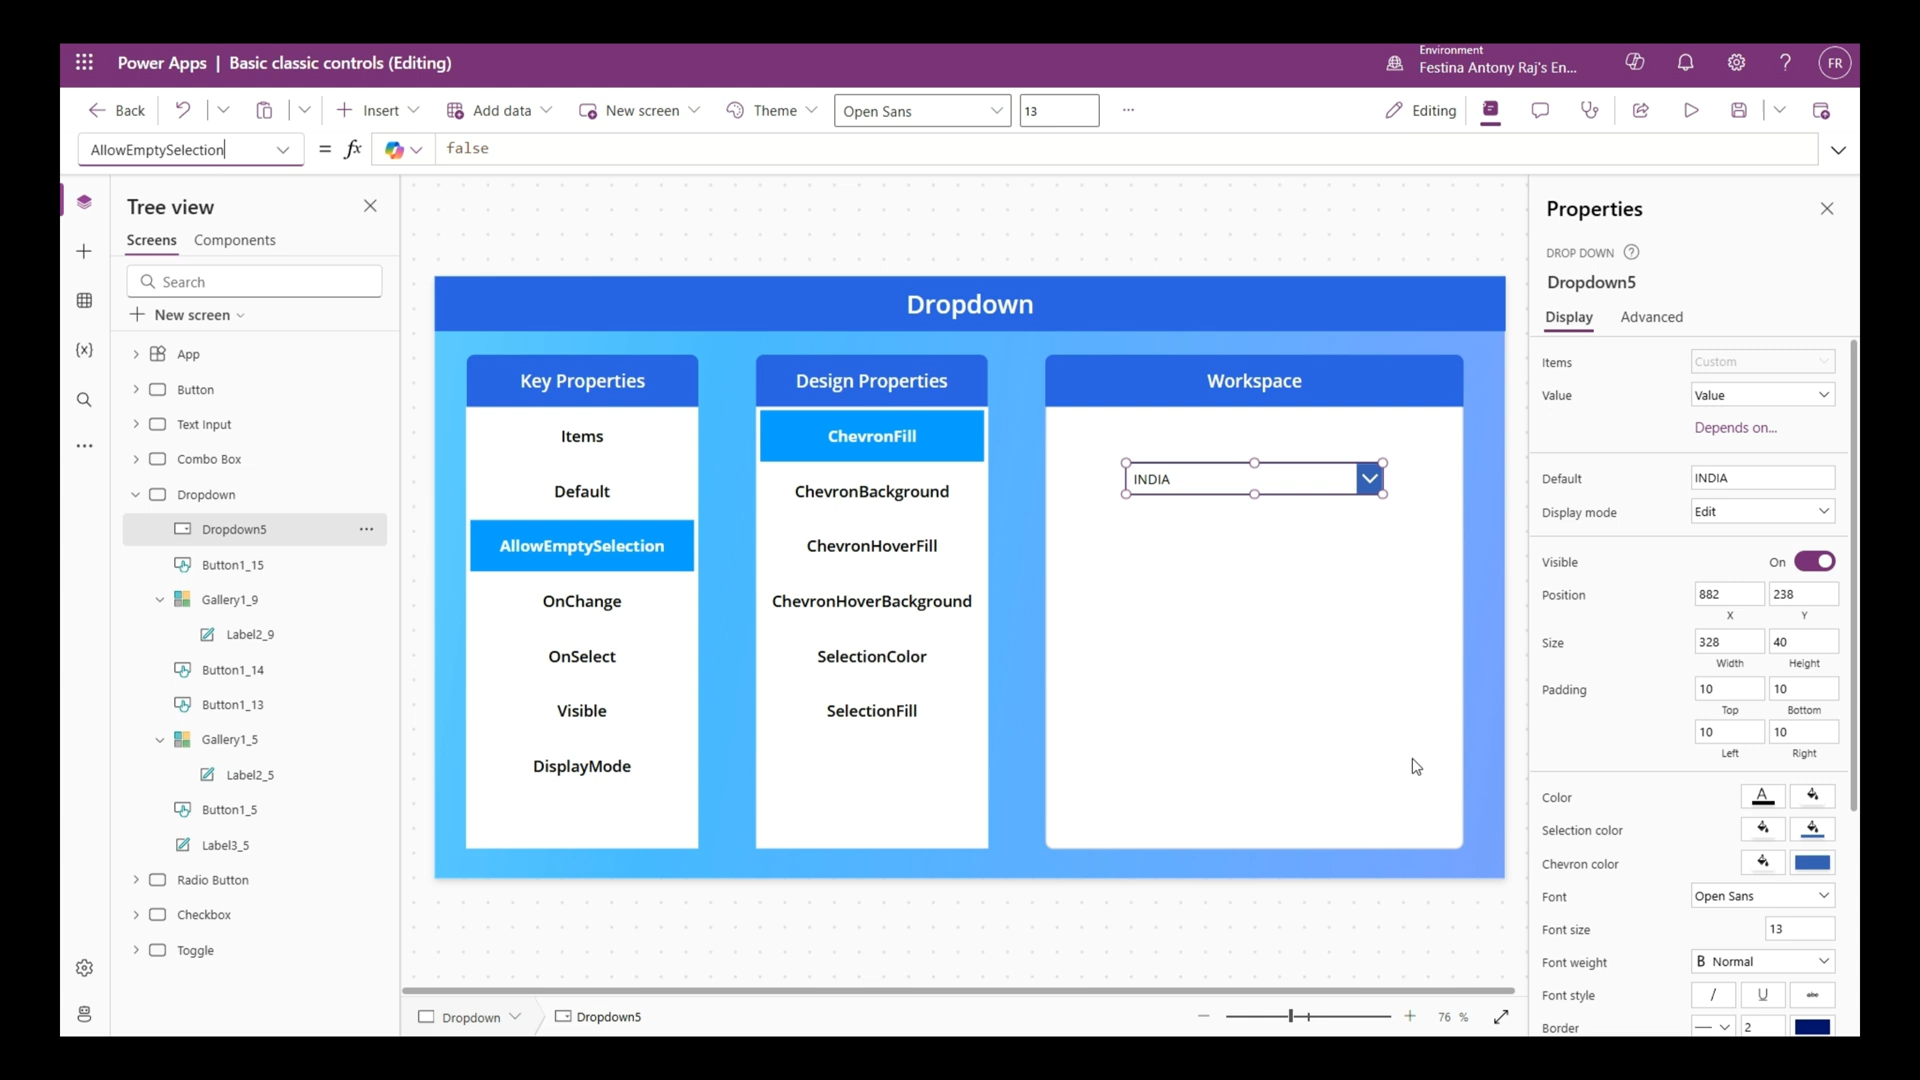 Power Apps | Basic classic controls (Editing)
Environment
Festina Antony Raj's En...
FR
Back
Insert
Add data
New screen
Theme
Open Sans
13
Editing
AllowEmptySelection
= fx
false
Tree view
Screens
Components
Search
New screen
App
Button
Text Input
Combo Box
Dropdown
Dropdown5
Button1_15
Gallery1_9
Label2_9
Button1_14
Button1_13
Gallery1_5
Label2_5
Button1_5
Label3_5
Radio Button
Checkbox
Toggle
Dropdown
Key Properties
Items
Default
AllowEmptySelection
OnChange
OnSelect
Visible
DisplayMode
Design Properties
ChevronFill
ChevronBackground
ChevronHoverFill
ChevronHoverBackground
SelectionColor
SelectionFill
Workspace
INDIA
Dropdown
Dropdown5
76 %
Properties
DROP DOWN
Dropdown5
Display
Advanced
Items
Custom
Value
Value
Depends on...
Default
INDIA
Display mode
Edit
Visible
On
Position
882
238
X
Y
Size
328
40
Width
Height
Padding
10
10
Top
Bottom
10
10
Left
Right
Color
A
Selection color
Chevron color
Font
Open Sans
Font size
13
Font weight
B Normal
Font style
/
U
abc
Border
2